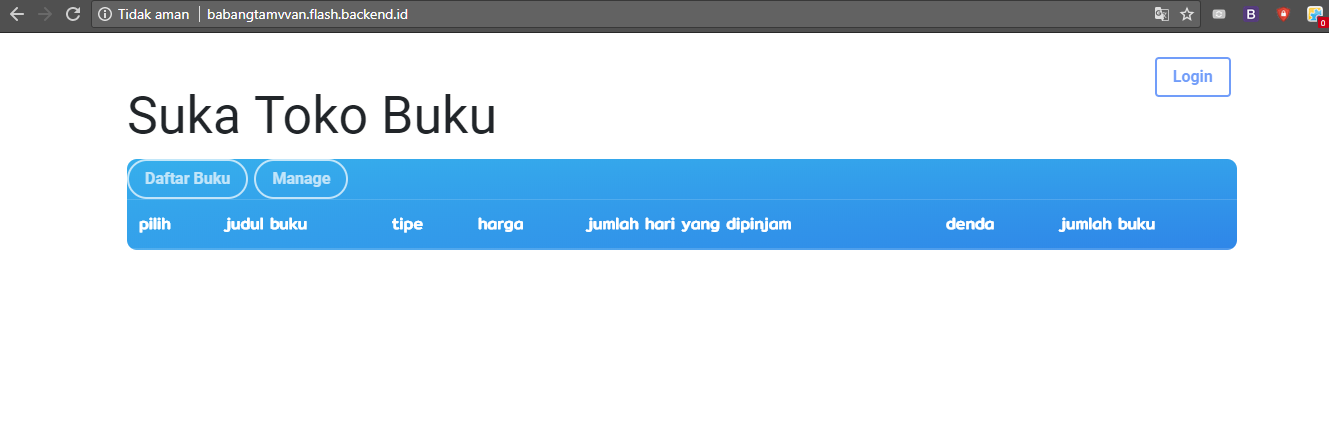 Tidak aman babangtamvvan.flash.backend.id B 0
Login
Suka Toko Buku
Daftar Buku Manage
pilih judul buku tipe harga jumlah hari yang dipinjam denda jumlah buku